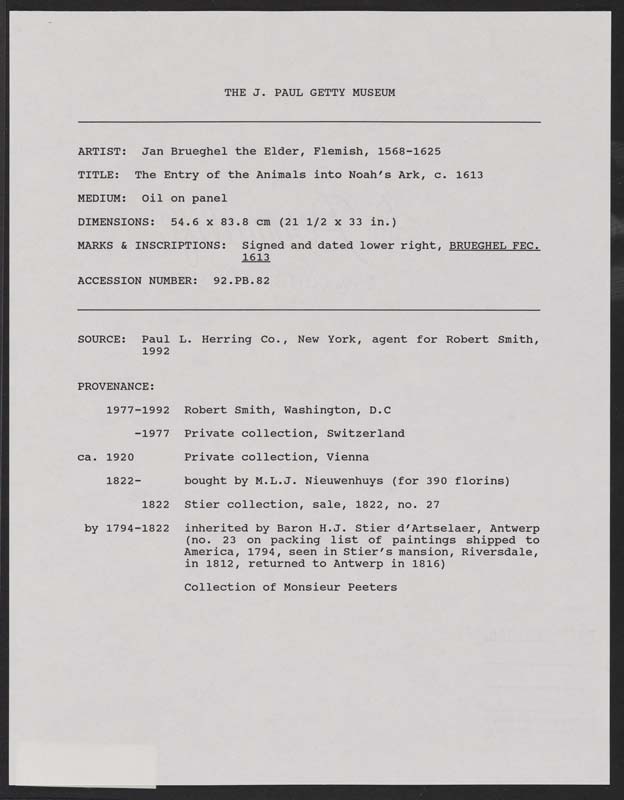 THE J. PAUL GETTY MUSEUM
ARTIST: Jan Brueghel the Elder, Flemish, 1568-1625
TITLE: The Entry of the Animals into Noah's Ark, c. 1613
MEDIUM: Oil on panel
DIMENSIONS: 54.6 x 83.8 cm (21 1/2 x 33 in.)
MARKS & INSCRIPTIONS: Signed and dated lower right, BRUEGHEL FEC.
1613
ACCESSION NUMBER: 92.PB.82
SOURCE: Paul L. Herring Co., New York, agent for Robert Smith,
1992
PROVENANCE:
1977-1992 Robert Smith, Washington, D.C
-1977 Private collection, Switzerland
ca. 1920 Private collection, Vienna
1822- bought by M.L.J. Nieuwenhuys (for 390 florins)
1822 Stier collection, sale, 1822, no. 27
by 1794-1822 inherited by Baron H.J. Stier d'Artselaer, Antwerp
(no. 23 on packing list of paintings shipped to
America, 1794, seen in Stier's mansion, Riversdale,
in 1812, returned to Antwerp in 1816)
Collection of Monsieur Peeters